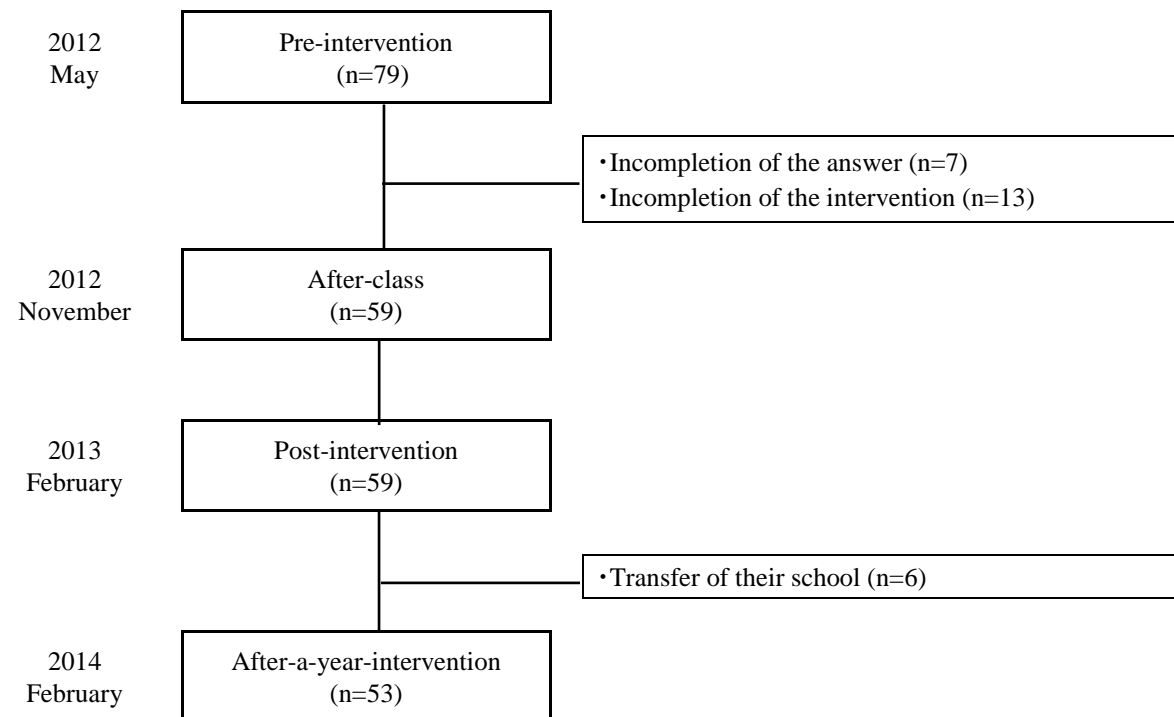 2012
May
Pre-intervention
(n=79)
・Incompletion of the answer (n=7)
・Incompletion of the intervention (n=13)
2012
November
After-class
(n=59)
2013
February
Post-intervention
(n=59)
・Transfer of their school (n=6)
2014
February
After-a-year-intervention
(n=53)